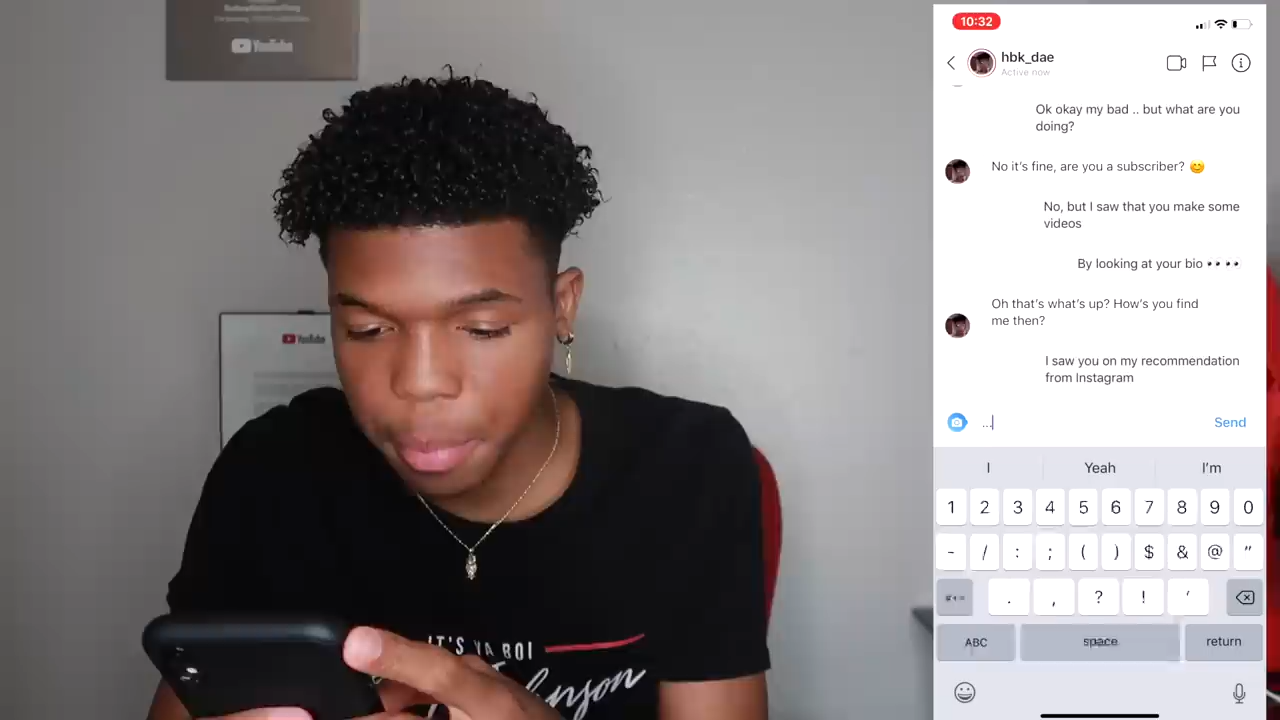 YouTube
YouTube
IT'S YA BOI
10:32
hbk_dae
Active now
Ok okay my bad .. but what are you
doing?
No it's fine, are you a subscriber? 😊
No, but I saw that you make some
videos
By looking at your bio 👀 👀
Oh that's what's up? How's you find
me then?
I saw you on my recommendation
from Instagram
...
Send
I
Yeah
I'm
1 2 3 4 5 6 7 8 9 0
- / : ; ( ) $ & @ "
. , ? ! '
ABC
space
return